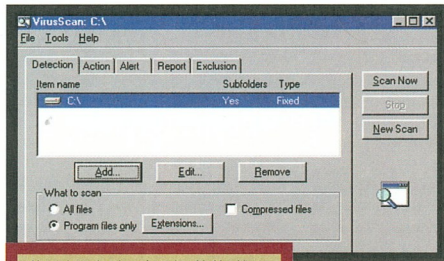 VirusScan: C:\
File Tools Help
Detection Action Alert Report Exclusion
Item name Subfolders Type
C:\ Yes Fixed
Scan Now
Stop
New Scan
Add... Edit... Remove
What to scan
All files
Program files only Extensions...
Compressed files